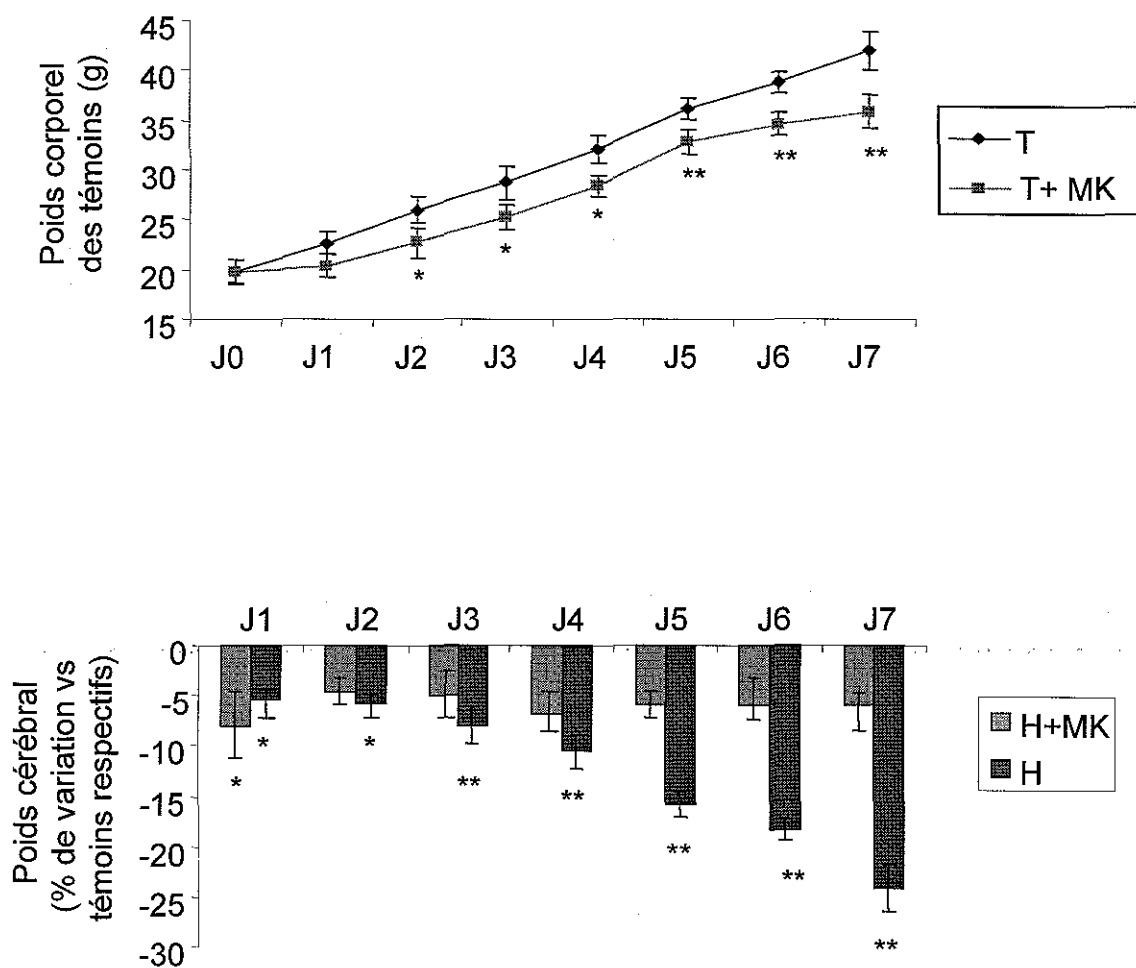 Poids corporel
des témoins (g)
45
40
35
30
25
20
15
J0 J1 J2 J3 J4 J5 J6 J7
* * * ** ** **
T
T+ MK
Poids cérébral
(% de variation vs
témoins respectifs)
J1 J2 J3 J4 J5 J6 J7
0
-5
-10
-15
-20
-25
-30
* * * ** ** ** ** **
H+MK
H